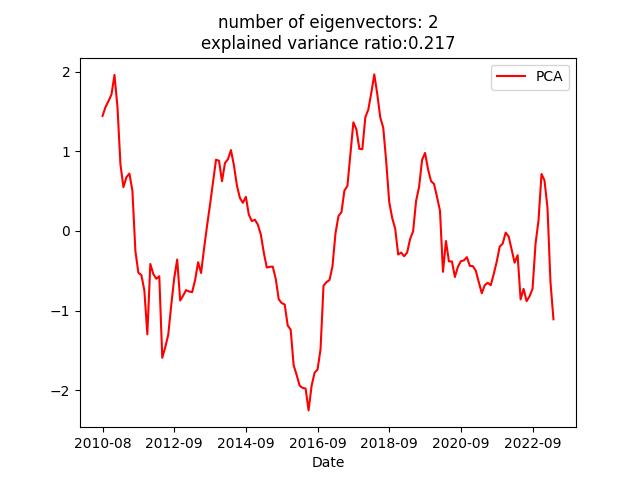 number of eigenvectors: 2
explained variance ratio:0.217
PCA
2
1
0
−1
−2
2010-08 2012-09 2014-09 2016-09 2018-09 2020-09 2022-09
Date